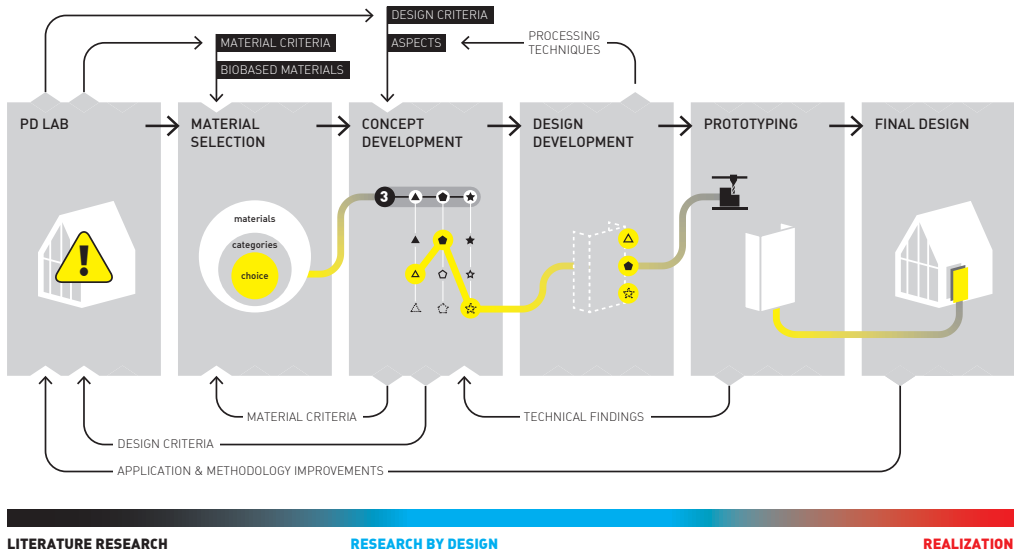 DESIGN CRITERIA
MATERIAL CRITERIA
ASPECTS
PROCESSING
TECHNIQUES
BIOBASED MATERIALS
PD LAB
MATERIAL
SELECTION
CONCEPT
DEVELOPMENT
DESIGN
DEVELOPMENT
PROTOTYPING
FINAL DESIGN
!
materials
categories
choice
3
MATERIAL CRITERIA
TECHNICAL FINDINGS
DESIGN CRITERIA
APPLICATION & METHODOLOGY IMPROVEMENTS
LITERATURE RESEARCH
RESEARCH BY DESIGN
REALIZATION